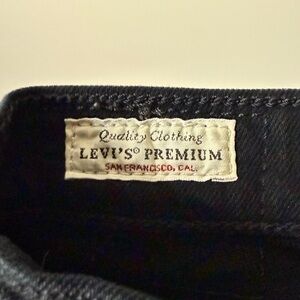 Quality Clothing
LEVI'S® PREMIUM
SAN FRANCISCO, CAL.